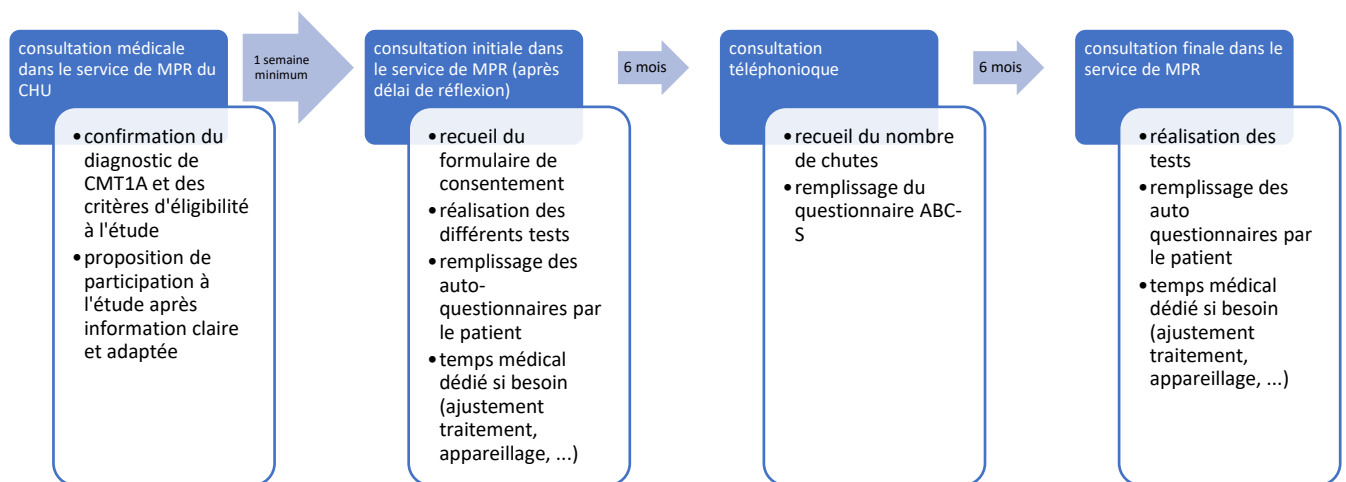 consultation médicale
dans le service de MPR du
CHU
•confirmation du
diagnostic de
CMT1A et des
critères d'éligibilité
à l'étude
•proposition de
participation à
l'étude après
information claire
et adaptée
1 semaine
minimum
consultation initiale dans
le service de MPR (après
délai de réflexion)
•recueil du
formulaire de
consentement
•réalisation des
différents tests
•remplissage des
auto-
questionnaires par
le patient
•temps médical
dédié si besoin
(ajustement
traitement,
appareillage, ...)
6 mois
consultation
téléphonioque
•recueil du nombre
de chutes
•remplissage du
questionnaire ABC-
S
6 mois
consultation finale dans le
service de MPR
•réalisation des
tests
•remplissage des
auto
questionnaires par
le patient
•temps médical
dédié si besoin
(ajustement
traitement,
appareillage, ...)